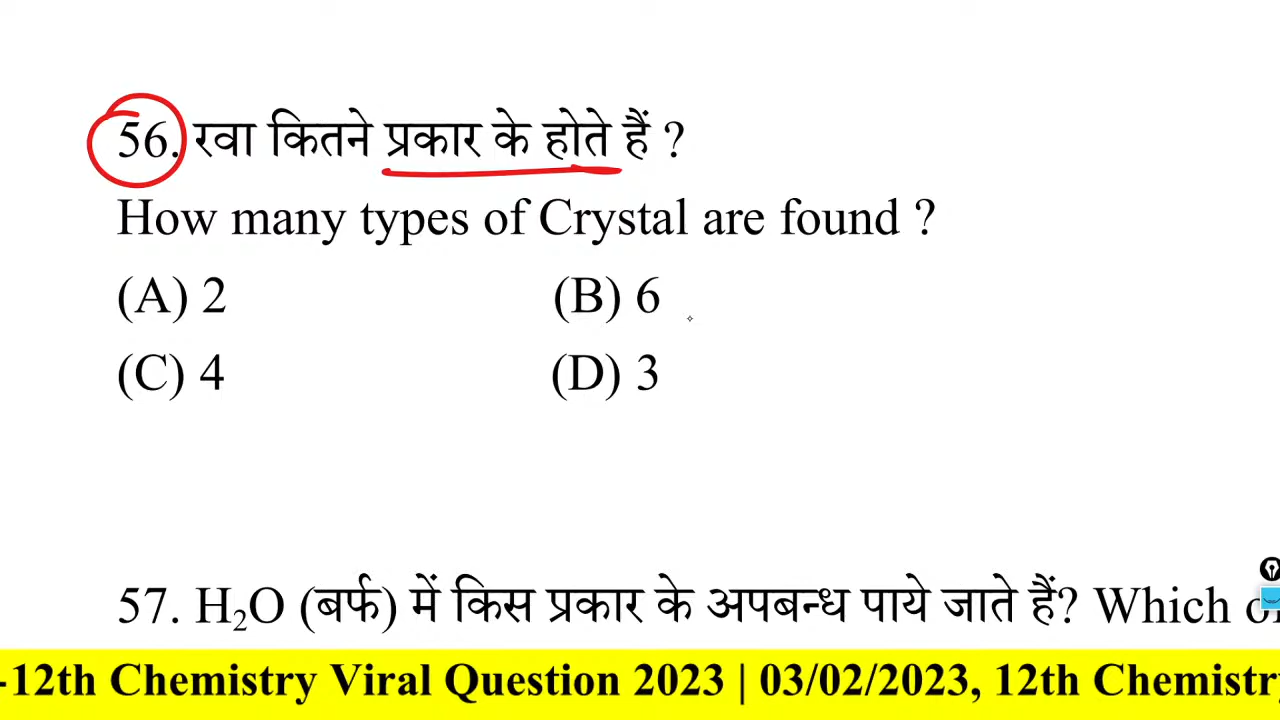 56. रवा कितने प्रकार के होते हैं ?
How many types of Crystal are found ?
(A) 2 (B) 6
(C) 4 (D) 3
57. H₂O (बर्फ) में किस प्रकार के अपबन्ध पाये जाते हैं? Which
-12th Chemistry Viral Question 2023 | 03/02/2023, 12th Chemistry